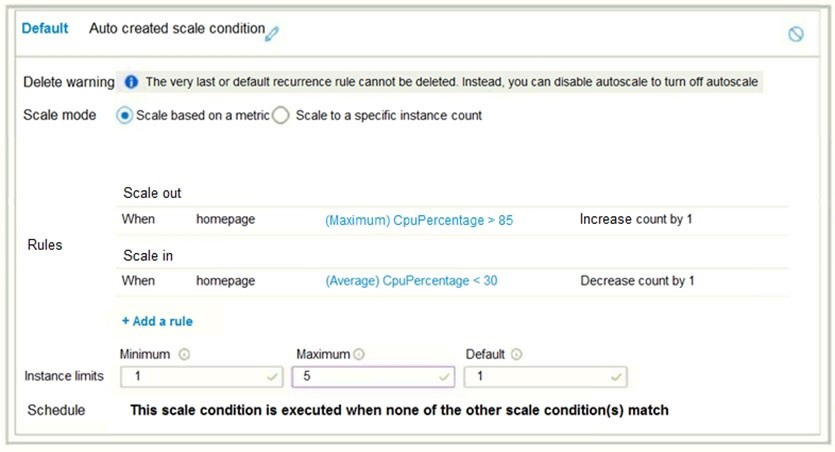 Default Auto created scale condition
Delete warning The very last or default recurrence rule cannot be deleted. Instead, you can disable autoscale to turn off autoscale
Scale mode Scale based on a metric Scale to a specific instance count
Scale out
When homepage (Maximum) CpuPercentage > 85 Increase count by 1
Rules
Scale in
When homepage (Average) CpuPercentage < 30 Decrease count by 1
+ Add a rule
Minimum Maximum Default
Instance limits 1 5 1
Schedule This scale condition is executed when none of the other scale condition(s) match